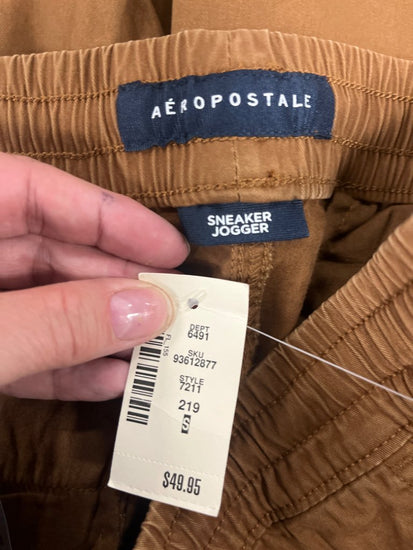 AÉROPOSTALE
SNEAKER
JOGGER
DEPT
6491
SKU
93612877
STYLE
7211
219
S
$49.95